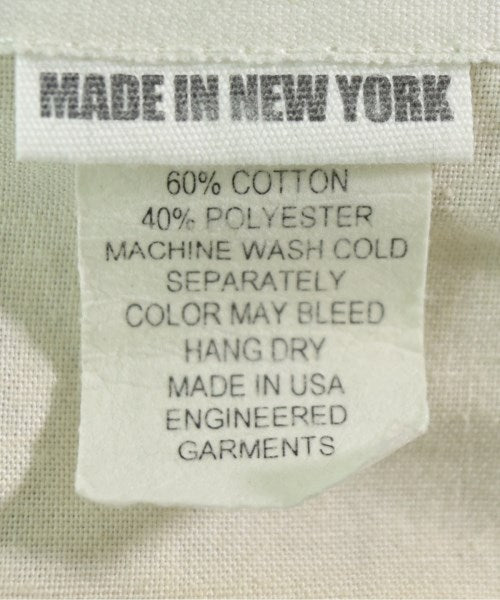 MADE IN NEW YORK
60% COTTON
40% POLYESTER
MACHINE WASH COLD
SEPARATELY
COLOR MAY BLEED
HANG DRY
MADE IN USA
ENGINEERED
GARMENTS